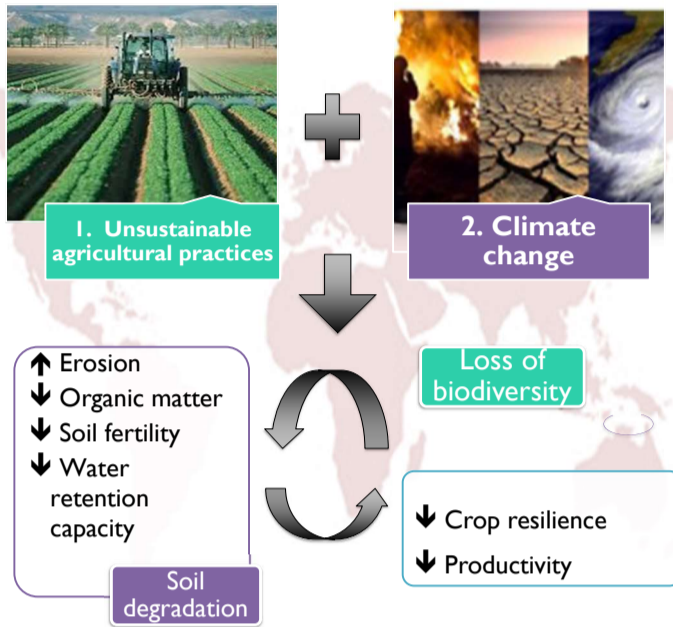 1. Unsustainable
agricultural practices
2. Climate
change
↑ Erosion
↓ Organic matter
↓ Soil fertility
↓ Water
retention
capacity
Soil
degradation
Loss of
biodiversity
↓ Crop resilience
↓ Productivity